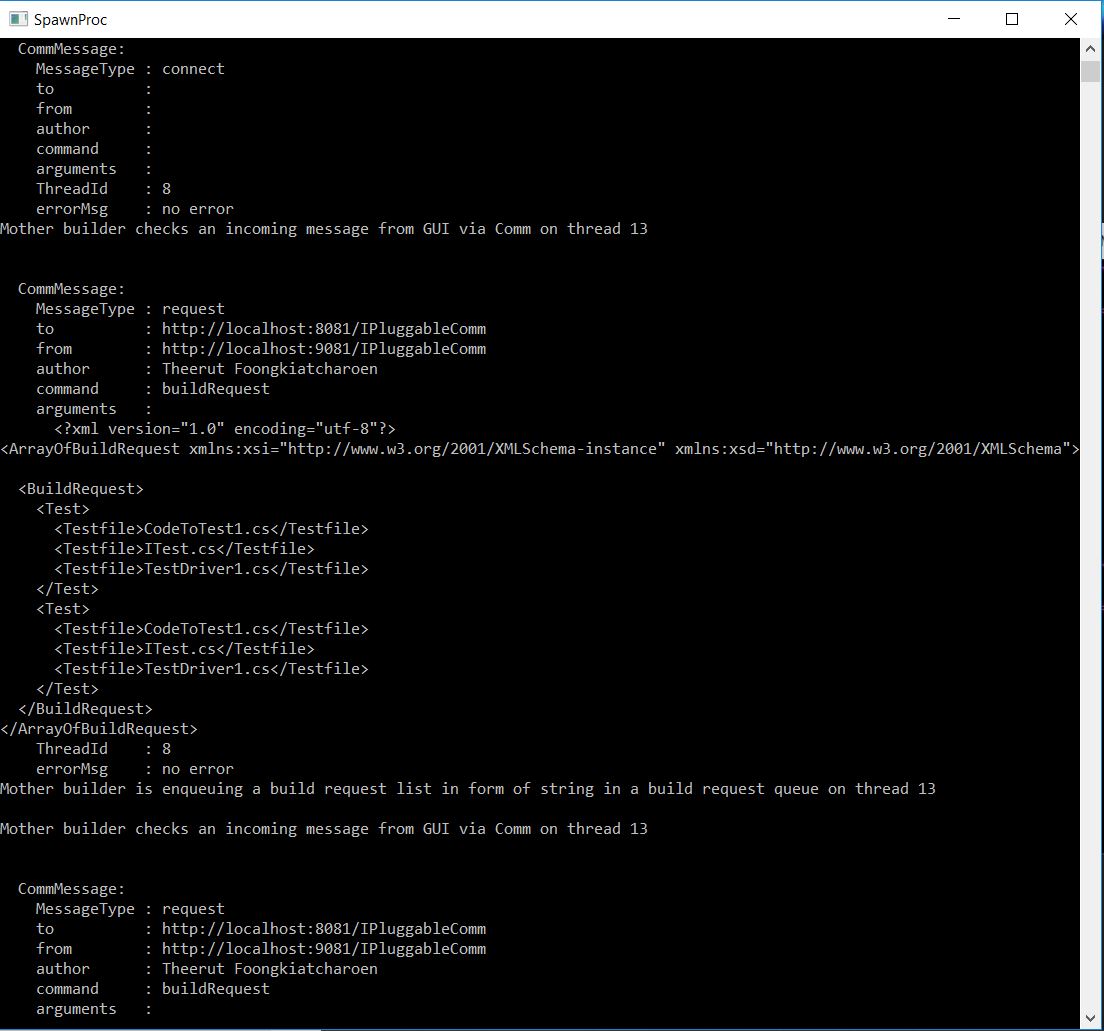 SpawnProc
  CommMessage:
    MessageType : connect
    to          :
    from        :
    author      :
    command     :
    arguments   :
    ThreadId    : 8
    errorMsg    : no error
Mother builder checks an incoming message from GUI via Comm on thread 13
  CommMessage:
    MessageType : request
    to          : http://localhost:8081/IPluggableComm
    from        : http://localhost:9081/IPluggableComm
    author      : Theerut Foongkiatcharoen
    command     : buildRequest
    arguments   :
      <?xml version="1.0" encoding="utf-8"?>
<ArrayOfBuildRequest xmlns:xsi="http://www.w3.org/2001/XMLSchema-instance" xmlns:xsd="http://www.w3.org/2001/XMLSchema">
  <BuildRequest>
    <Test>
      <Testfile>CodeToTest1.cs</Testfile>
      <Testfile>ITest.cs</Testfile>
      <Testfile>TestDriver1.cs</Testfile>
    </Test>
    <Test>
      <Testfile>CodeToTest1.cs</Testfile>
      <Testfile>ITest.cs</Testfile>
      <Testfile>TestDriver1.cs</Testfile>
    </Test>
  </BuildRequest>
</ArrayOfBuildRequest>
    ThreadId    : 8
    errorMsg    : no error
Mother builder is enqueuing a build request list in form of string in a build request queue on thread 13
Mother builder checks an incoming message from GUI via Comm on thread 13
  CommMessage:
    MessageType : request
    to          : http://localhost:8081/IPluggableComm
    from        : http://localhost:9081/IPluggableComm
    author      : Theerut Foongkiatcharoen
    command     : buildRequest
    arguments   :